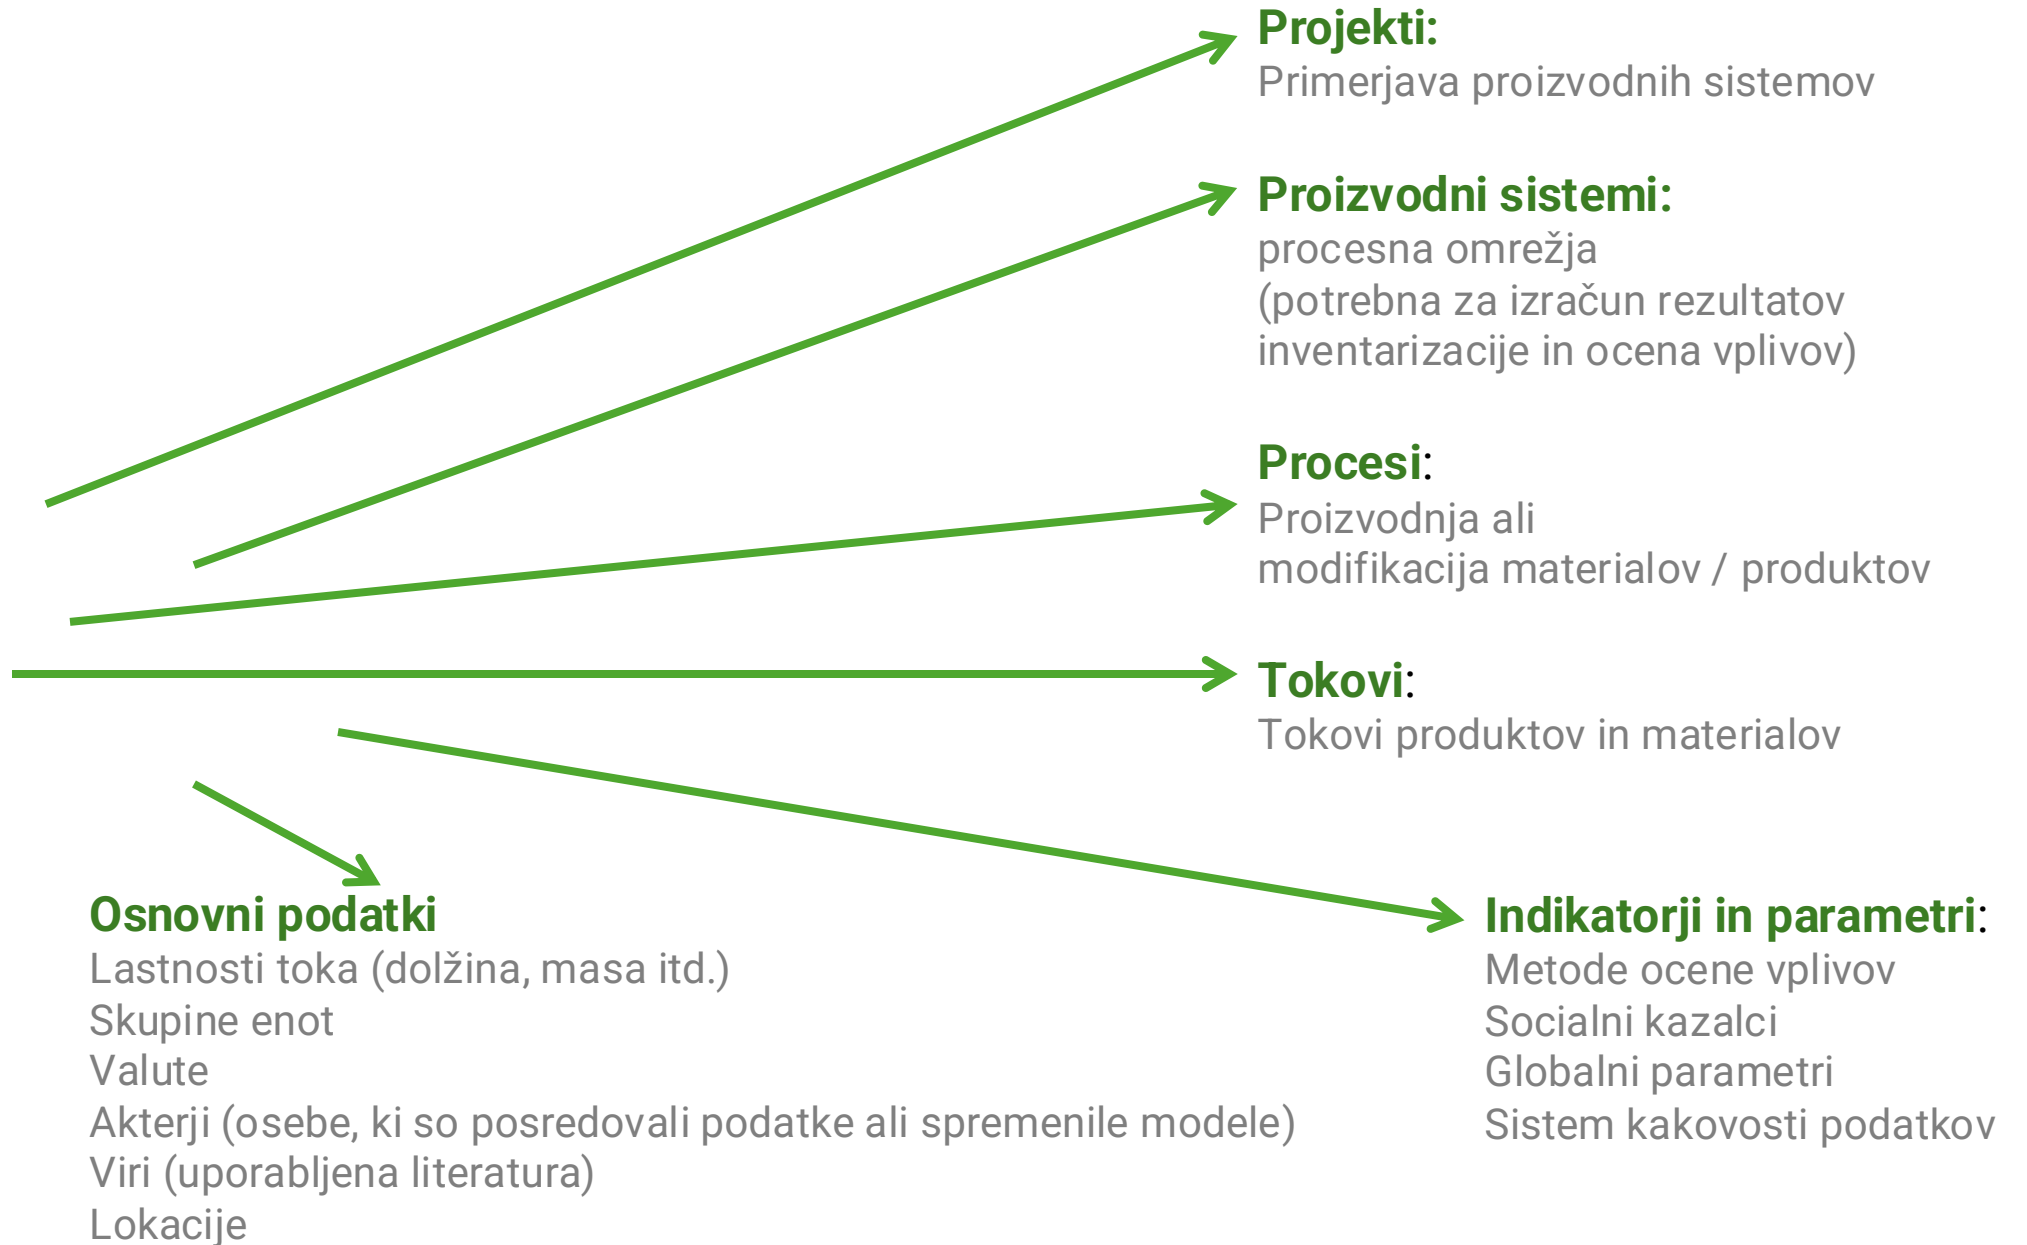 Projekti:
Primerjava proizvodnih sistemov
Proizvodni sistemi:
procesna omrežja
(potrebna za izračun rezultatov
inventarizacije in ocena vplivov)
Procesi:
Proizvodnja ali
modifikacija materialov / produktov
Tokovi:
Tokovi produktov in materialov
Osnovni podatki
Lastnosti toka (dolžina, masa itd.)
Skupine enot
Valute
Akterji (osebe, ki so posredovali podatke ali spremenile modele)
Viri (uporabljena literatura)
Lokacije
Indikatorji in parametri:
Metode ocene vplivov
Socialni kazalci
Globalni parametri
Sistem kakovosti podatkov